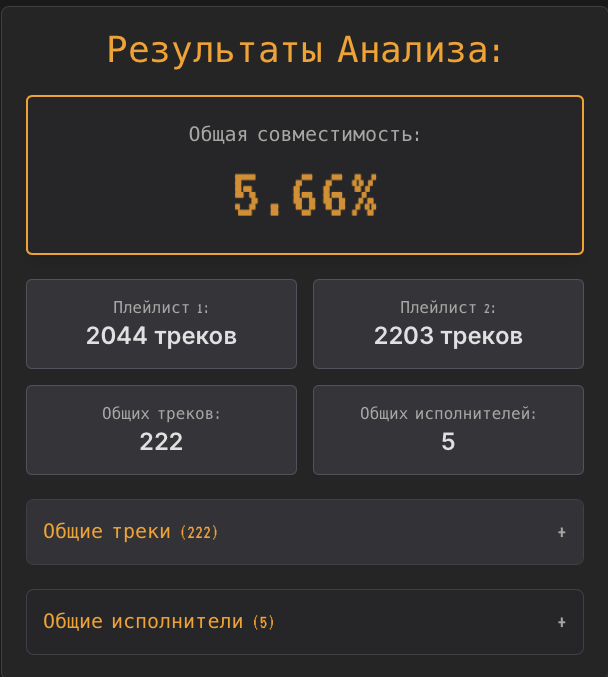 Результаты Анализа:
Общая совместимость:
5.66%
Плейлист 1:
2044 треков
Плейлист 2:
2203 треков
Общих треков:
222
Общих исполнителей:
5
Общие треки (222) +
Общие исполнители (5) +